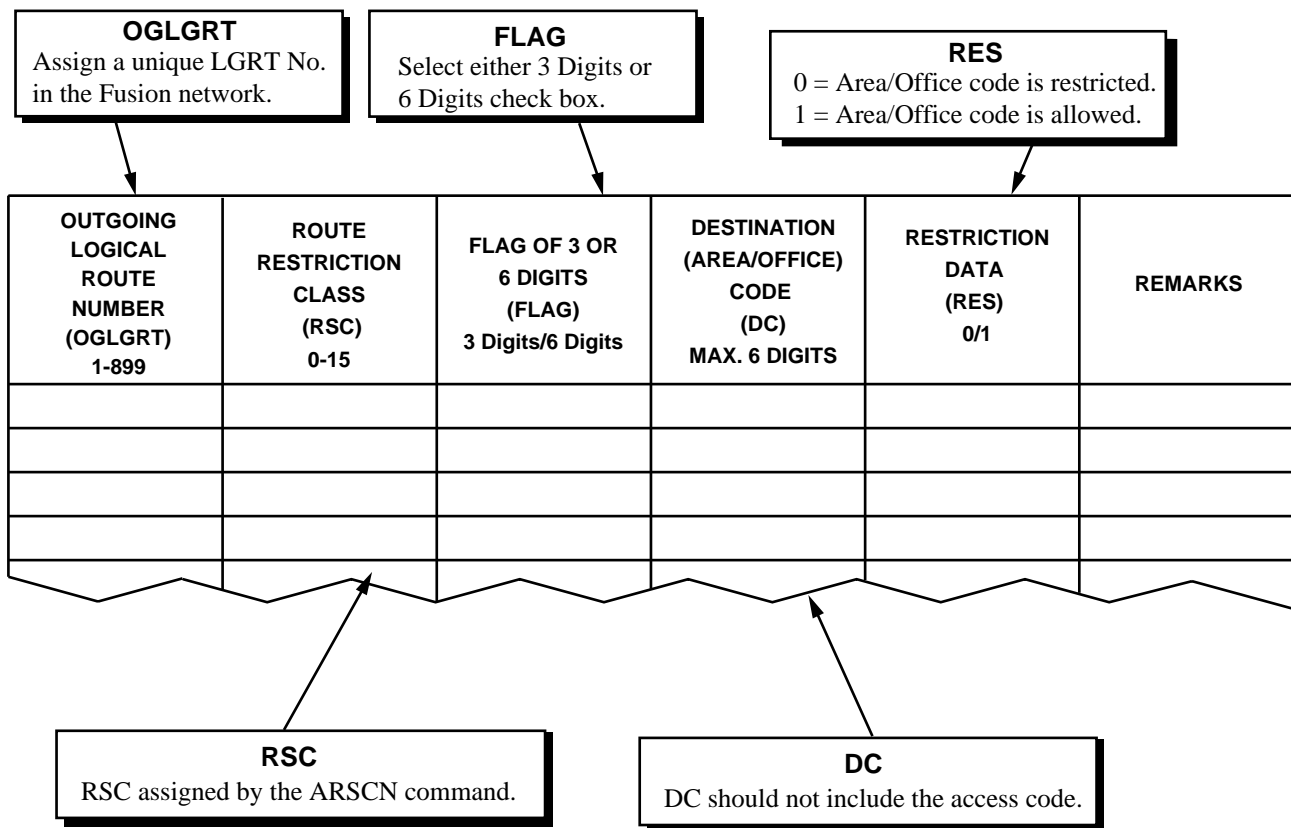 OGLGRT
Assign a unique LGRT No.
in the Fusion network.
FLAG
Select either 3 Digits or
6 Digits check box.
RES
0 = Area/Office code is restricted.
1 = Area/Office code is allowed.
OUTGOING
LOGICAL
ROUTE
NUMBER
(OGLGRT)
1-899
ROUTE
RESTRICTION
CLASS
(RSC)
0-15
FLAG OF 3 OR
6 DIGITS
(FLAG)
3 Digits/6 Digits
DESTINATION
(AREA/OFFICE)
CODE
(DC)
MAX. 6 DIGITS
RESTRICTION
DATA
(RES)
0/1
REMARKS
RSC
RSC assigned by the ARSCN command.
DC
DC should not include the access code.